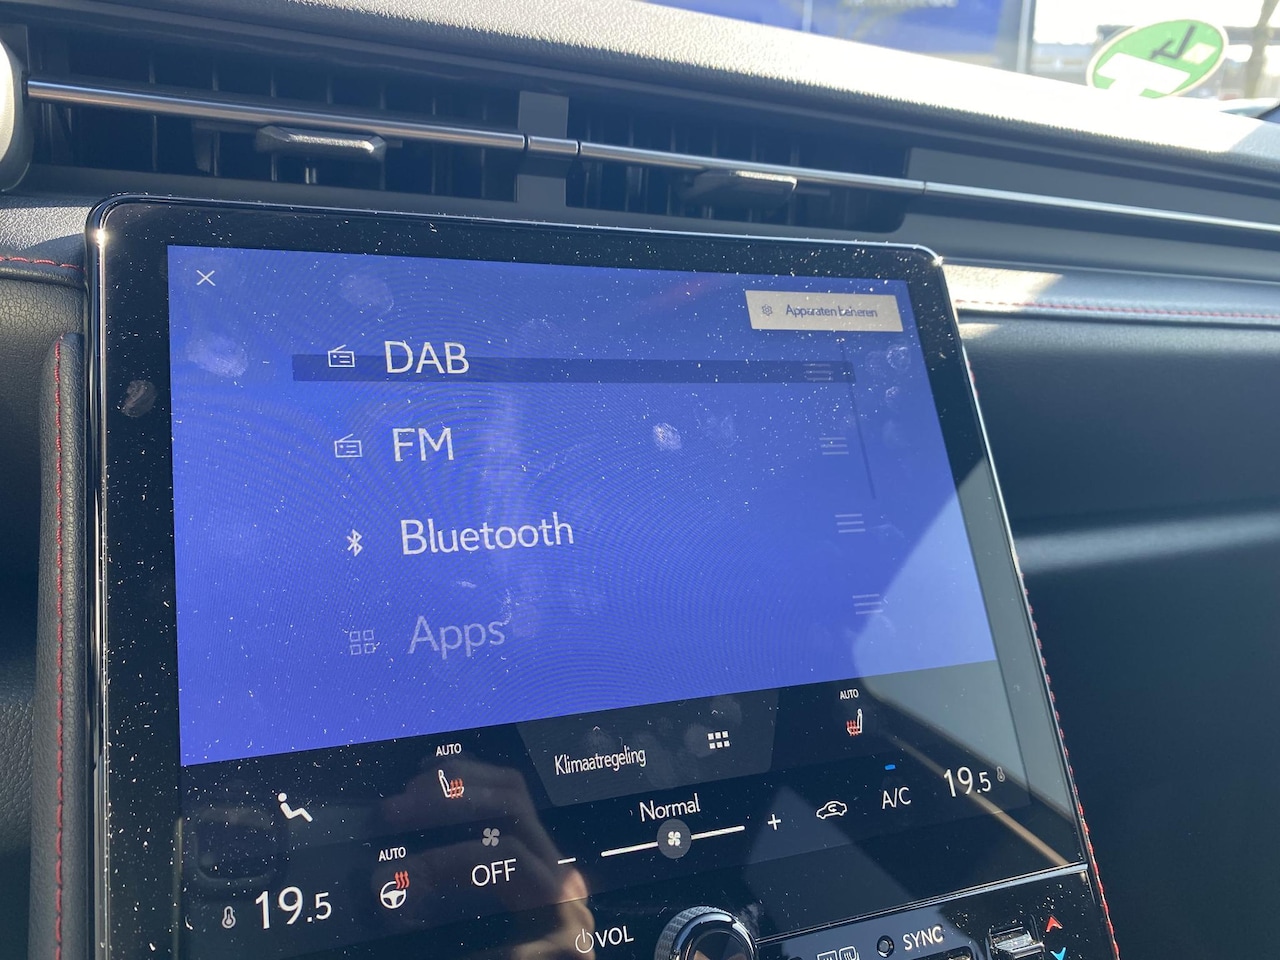 Apparaten beheren
DAB
FM
Bluetooth
Apps
AUTO
AUTO
Klimaatregeling
Normal
A/C
19.5
AUTO
OFF
19.5
VOL
SYNC